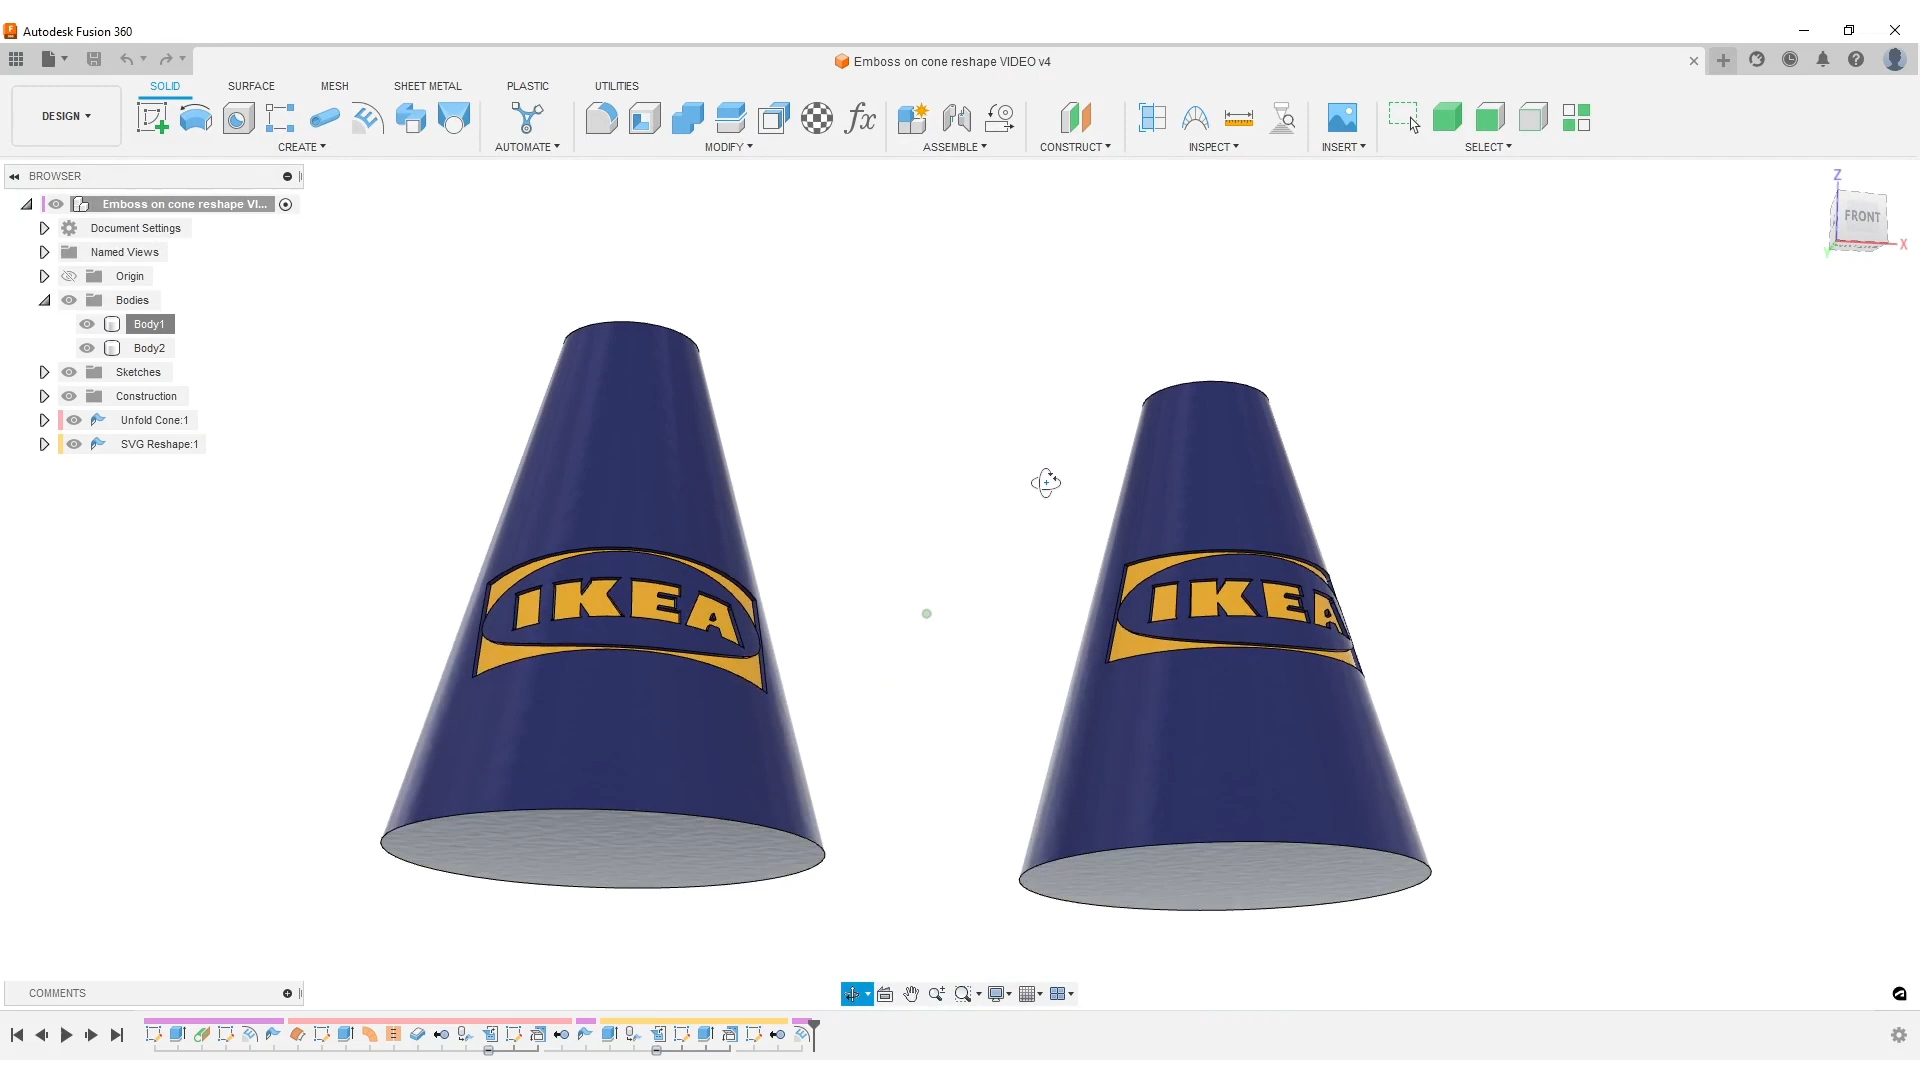 Autodesk Fusion 360
Emboss on cone reshape VIDEO v4
SOLID SURFACE MESH SHEET METAL PLASTIC UTILITIES
DESIGN
CREATE AUTOMATE MODIFY ASSEMBLE CONSTRUCT INSPECT INSERT SELECT
BROWSER
Emboss on cone reshape VI...
Document Settings
Named Views
Origin
Bodies
Body1
Body2
Sketches
Construction
Unfold Cone:1
SVG Reshape:1
Z
FRONT
X
Y
IKEA
IKEA
COMMENTS